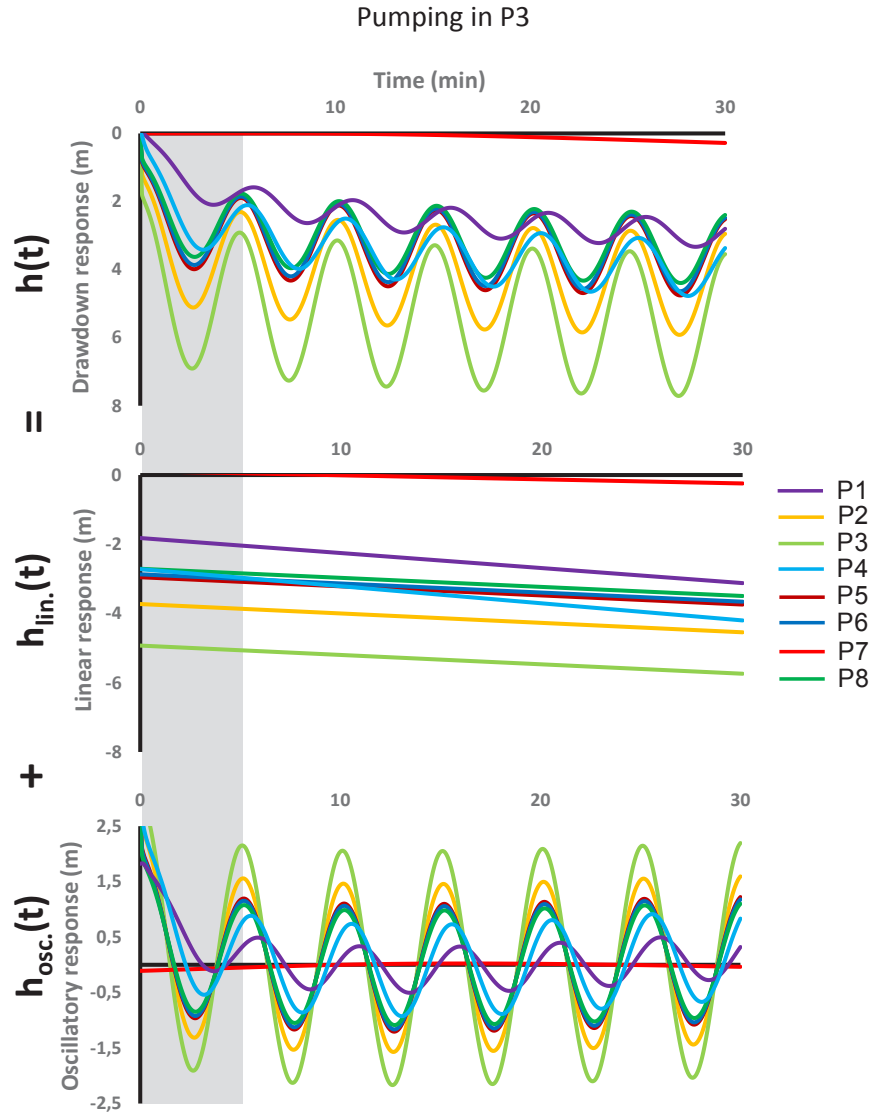 Pumping in P3
Time (min)
0 10 20 30
h(t)
Drawdown response (m)
0
2
4
6
8
=
0 10 20 30
h lin.(t)
Linear response (m)
0
-2
-4
-6
-8
P1
P2
P3
P4
P5
P6
P7
P8
+
0 10 20 30
h osc.(t)
Oscillatory response (m)
2,5
1,5
0,5
-0,5
-1,5
-2,5